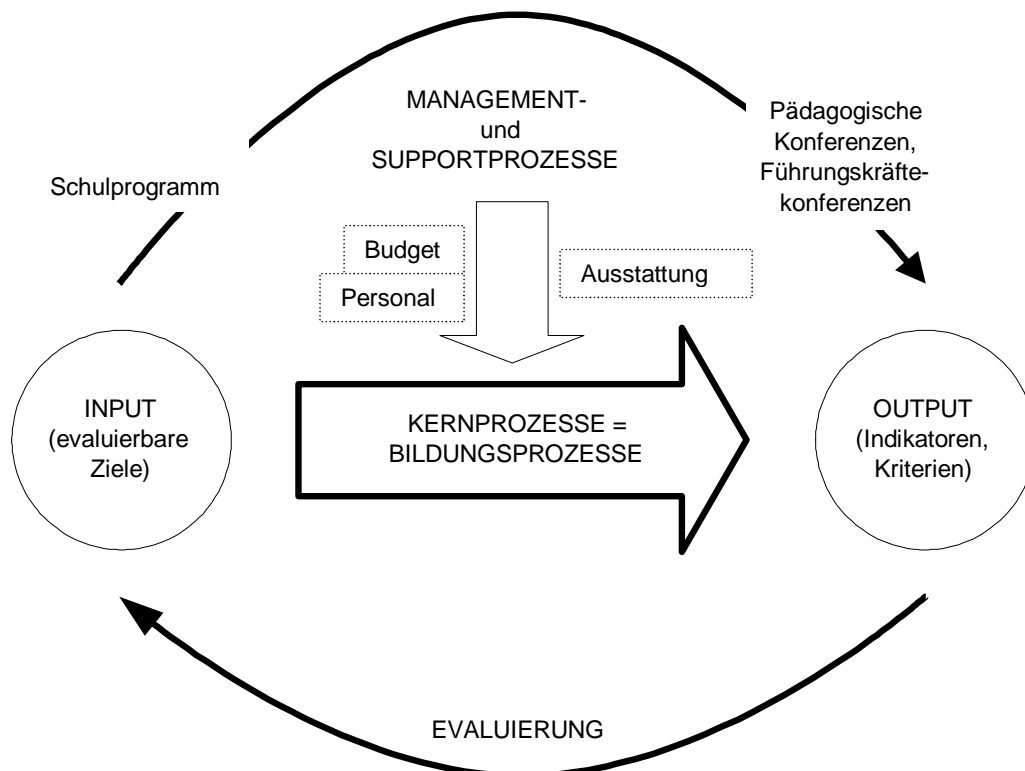 MANAGEMENT-
und
SUPPORTPROZESSE
Pädagogische
Konferenzen,
Führungskräfte-
konferenzen
Schulprogramm
Budget
Personal
Ausstattung
INPUT
(evaluierbare
Ziele)
KERNPROZESSE =
BILDUNGSPROZESSE
OUTPUT
(Indikatoren,
Kriterien)
EVALUIERUNG